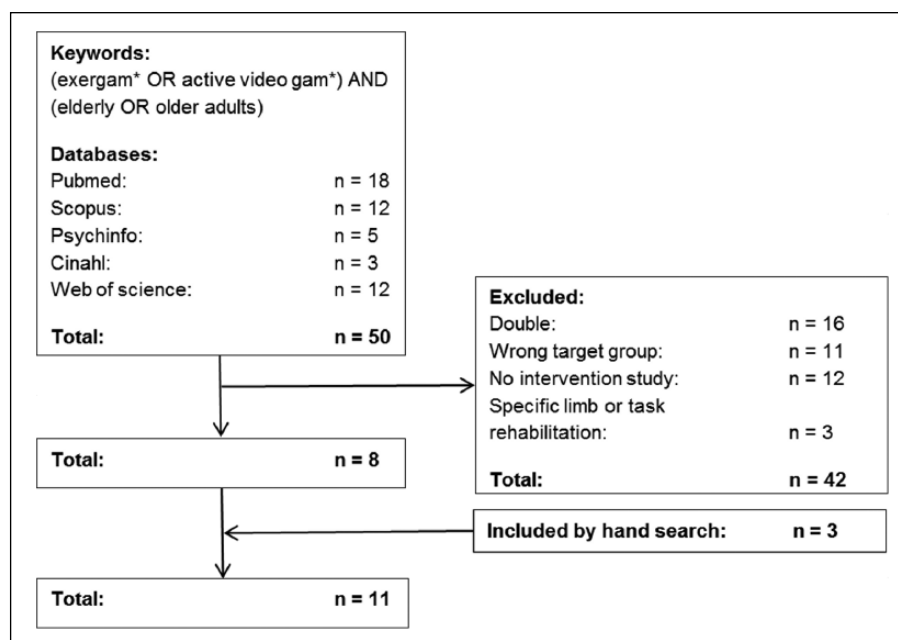 Keywords:
(exergam* OR active video gam*) AND
(elderly OR older adults)
Databases:
Pubmed: n = 18
Scopus: n = 12
Psychinfo: n = 5
Cinahl: n = 3
Web of science: n = 12
Total: n = 50
Excluded:
Double: n = 16
Wrong target group: n = 11
No intervention study: n = 12
Specific limb or task
rehabilitation: n = 3
Total: n = 42
Total: n = 8
Included by hand search: n = 3
Total: n = 11